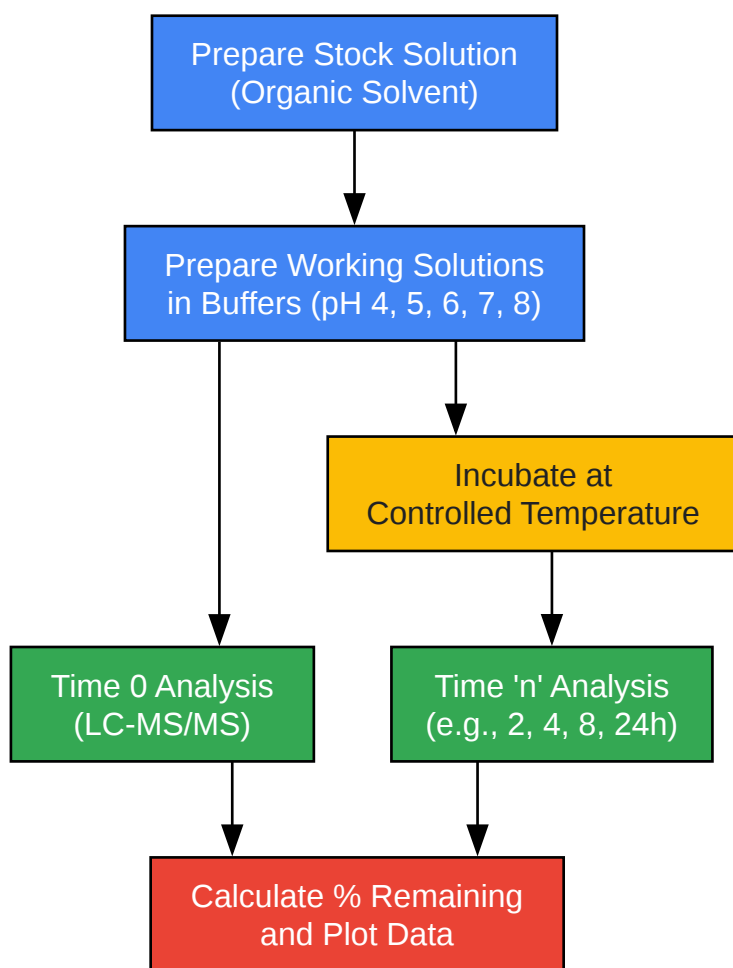 Prepare Stock Solution
(Organic Solvent)
Prepare Working Solutions
in Buffers (pH 4, 5, 6, 7, 8)
Incubate at
Controlled Temperature
Time 0 Analysis
(LC-MS/MS)
Time 'n' Analysis
(e.g., 2, 4, 8, 24h)
Calculate % Remaining
and Plot Data